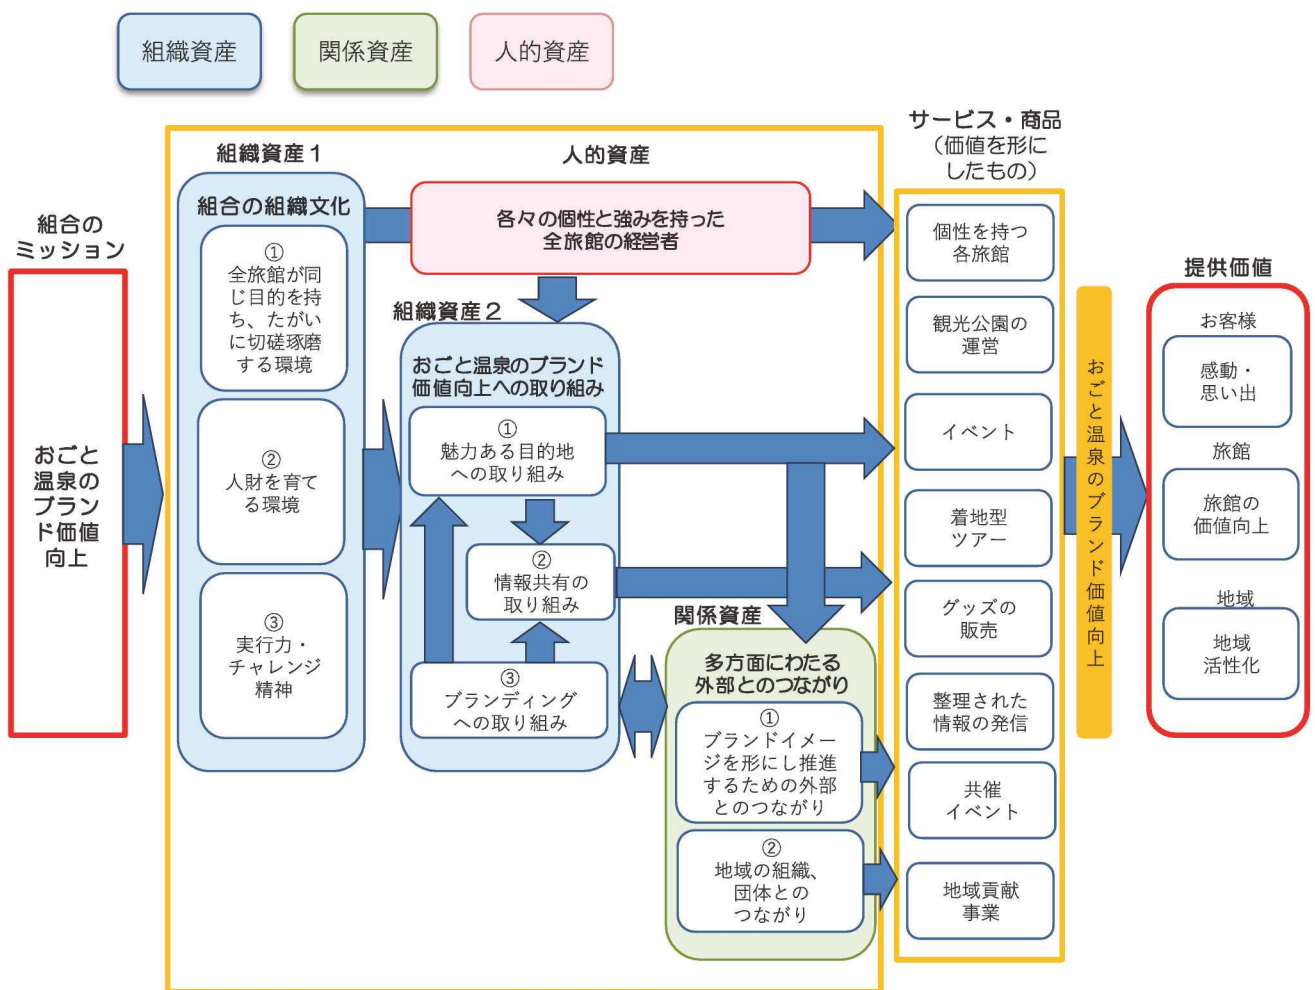 組織資産
関係資産
人的資産
組合の
ミッション
おごと
温泉の
ブラン
ド価値
向上
組織資産1
組合の組織文化
①
全旅館が同
じ目的を持
ち、たがい
に切磋琢磨
する環境
②
人財を育て
る環境
③
実行力・
チャレンジ
精神
人的資産
各々の個性と強みを持った
全旅館の経営者
組織資産2
おごと温泉のブランド
価値向上への取り組み
①
魅力ある目的地
への取り組み
②
情報共有の
取り組み
③
ブランディング
への取り組み
関係資産
多方面にわたる
外部とのつながり
①
ブランドイメー
ジを形にし推進
するための外部
とのつながり
②
地域の組織、
団体との
つながり
サービス・商品
（価値を形に
したもの）
個性を持つ
各旅館
観光公園の
運営
イベント
着地型
ツアー
グッズの
販売
整理された
情報の発信
共催
イベント
地域貢献
事業
おごと温泉のブランド価値向上
提供価値
お客様
感動・
思い出
旅館
旅館の
価値向上
地域
地域
活性化